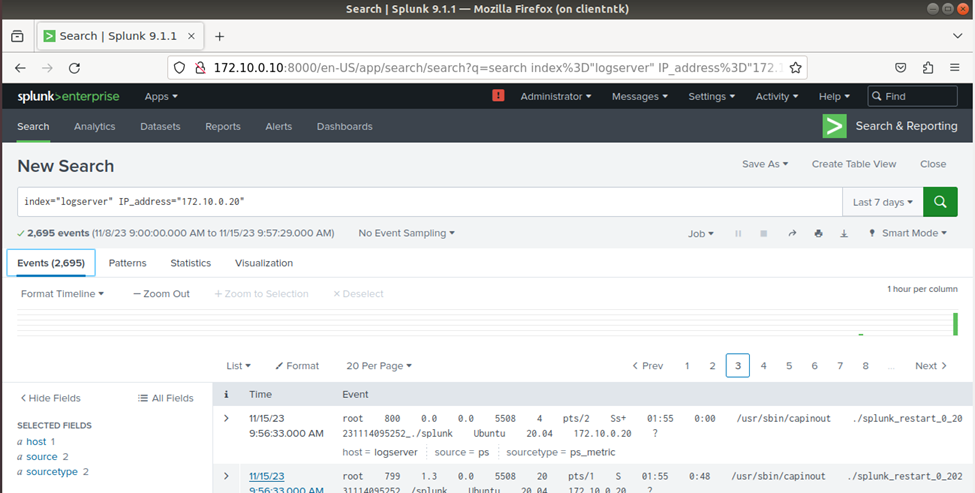 Search | Splunk 9.1.1 — Mozilla Firefox (on clientntk)
Search | Splunk 9.1.1
172.10.0.10:8000/en-US/app/search/search?q=search index%3D"logserver" IP_address%3D"172.1
splunk>enterprise Apps Administrator Messages Settings Activity Help Find
Search Analytics Datasets Reports Alerts Dashboards Search & Reporting
New Search Save As Create Table View Close
index="logserver" IP_address="172.10.0.20" Last 7 days
2,695 events (11/8/23 9:00:00.000 AM to 11/15/23 9:57:29.000 AM) No Event Sampling Job Smart Mode
Events (2,695) Patterns Statistics Visualization
Format Timeline — Zoom Out + Zoom to Selection × Deselect 1 hour per column
List Format 20 Per Page < Prev 1 2 3 4 5 6 7 8 ... Next >
< Hide Fields All Fields i Time Event
SELECTED FIELDS
a host 1
a source 2
a sourcetype 2
> 11/15/23 root 800 0.0 0.0 5508 4 pts/2 Ss+ 01:55 0:00 /usr/sbin/capinout ./splunk_restart_0_20
9:56:33.000 AM 231114095252_./splunk Ubuntu 20.04 172.10.0.20 ?
host = logserver source = ps sourcetype = ps_metric
> 11/15/23 root 799 1.3 0.0 5508 20 pts/1 S 01:55 0:48 /usr/sbin/capinout ./splunk_restart_0_202
9:56:33.000 AM 31114095252_./splunk Ubuntu 20.04 172.10.0.20 ?